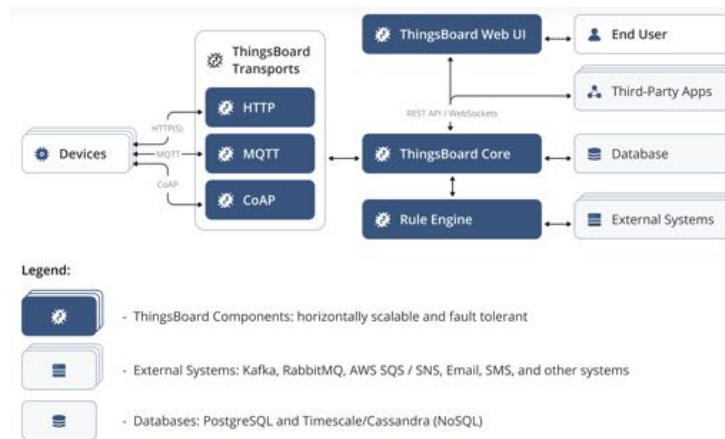 ThingsBoard
Transports
HTTP
MQTT
CoAP
Devices
HTTP(S)
MQTT
CoAP
ThingsBoard Web UI
End User
Third-Party Apps
REST API / WebSockets
ThingsBoard Core
Database
Rule Engine
External Systems
Legend:
- ThingsBoard Components: horizontally scalable and fault tolerant
- External Systems: Kafka, RabbitMQ, AWS SQS / SNS, Email, SMS, and other systems
- Databases: PostgreSQL and Timescale/Cassandra (NoSQL)